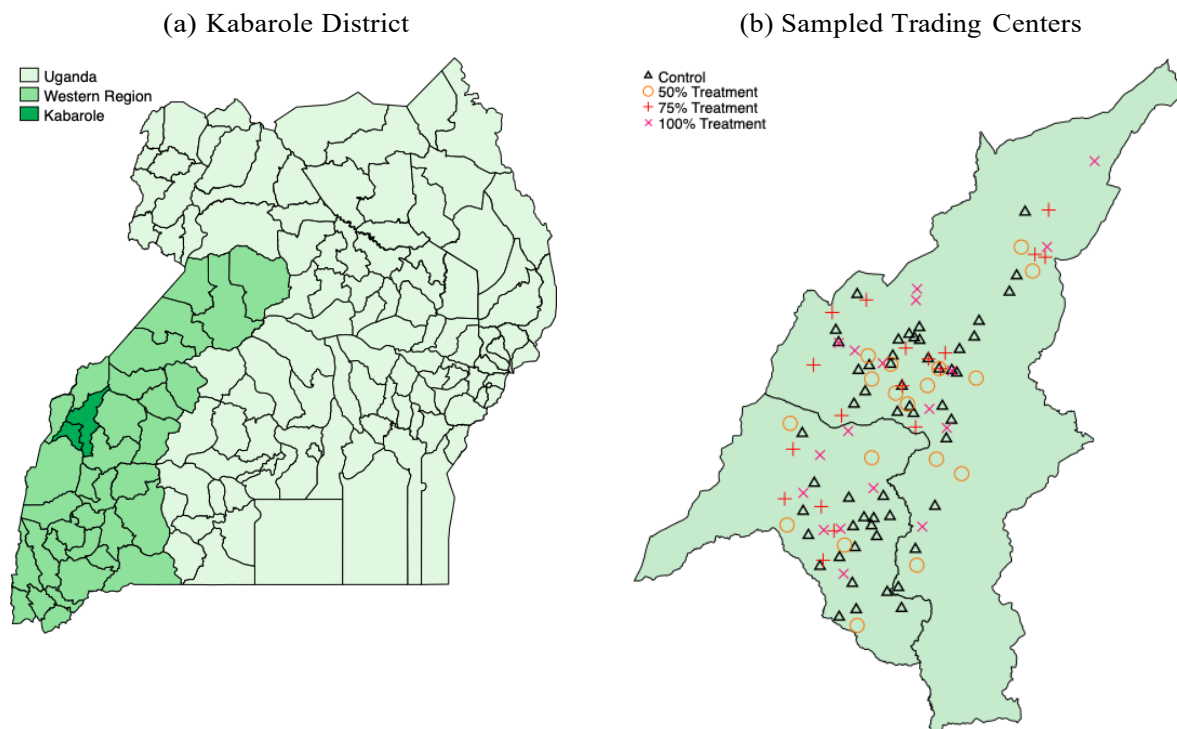 (a) Kabarole District
Uganda
Western Region
Kabarole
(b) Sampled Trading Centers
Control
50% Treatment
75% Treatment
100% Treatment